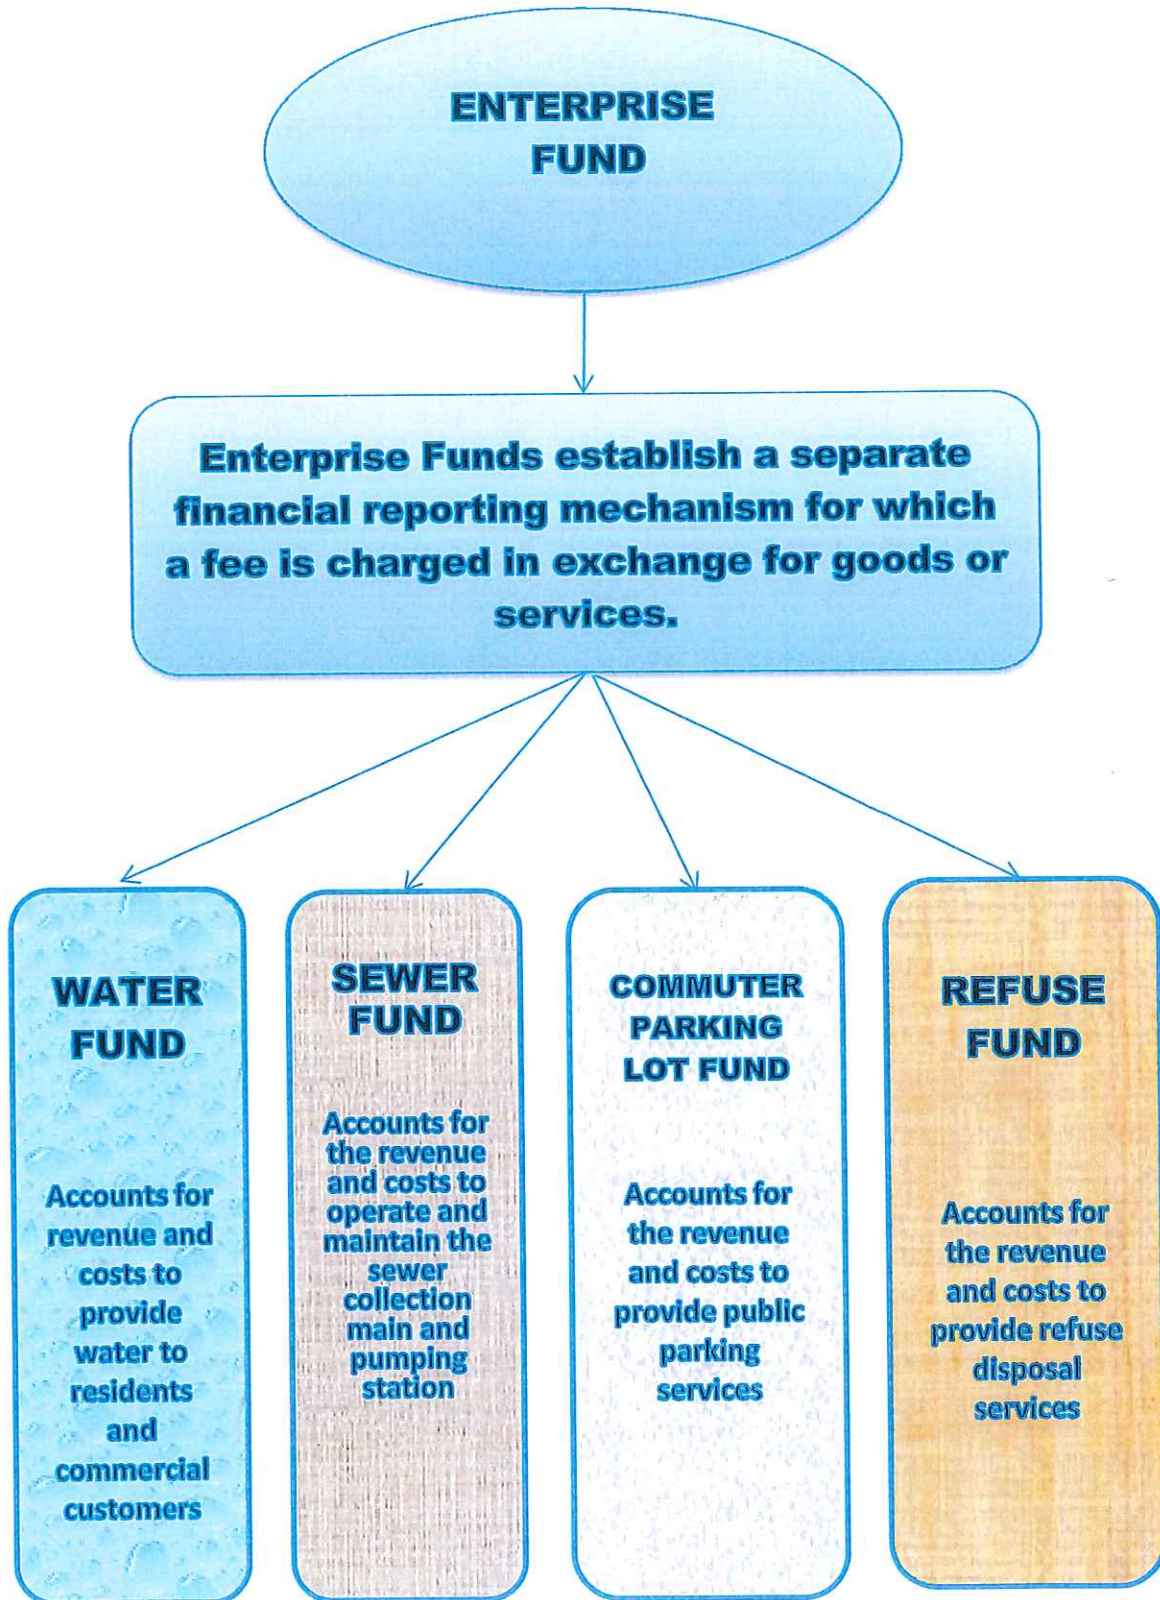 ENTERPRISE
FUND
Enterprise Funds establish a separate
financial reporting mechanism for which
a fee is charged in exchange for goods or
services.
WATER
FUND
Accounts for
revenue and
costs to
provide
water to
residents
and
commercial
customers
SEWER
FUND
Accounts for
the revenue
and costs to
operate and
maintain the
sewer
collection
main and
pumping
station
COMMUTER
PARKING
LOT FUND
Accounts for
the revenue
and costs to
provide public
parking
services
REFUSE
FUND
Accounts for
the revenue
and costs to
provide refuse
disposal
services